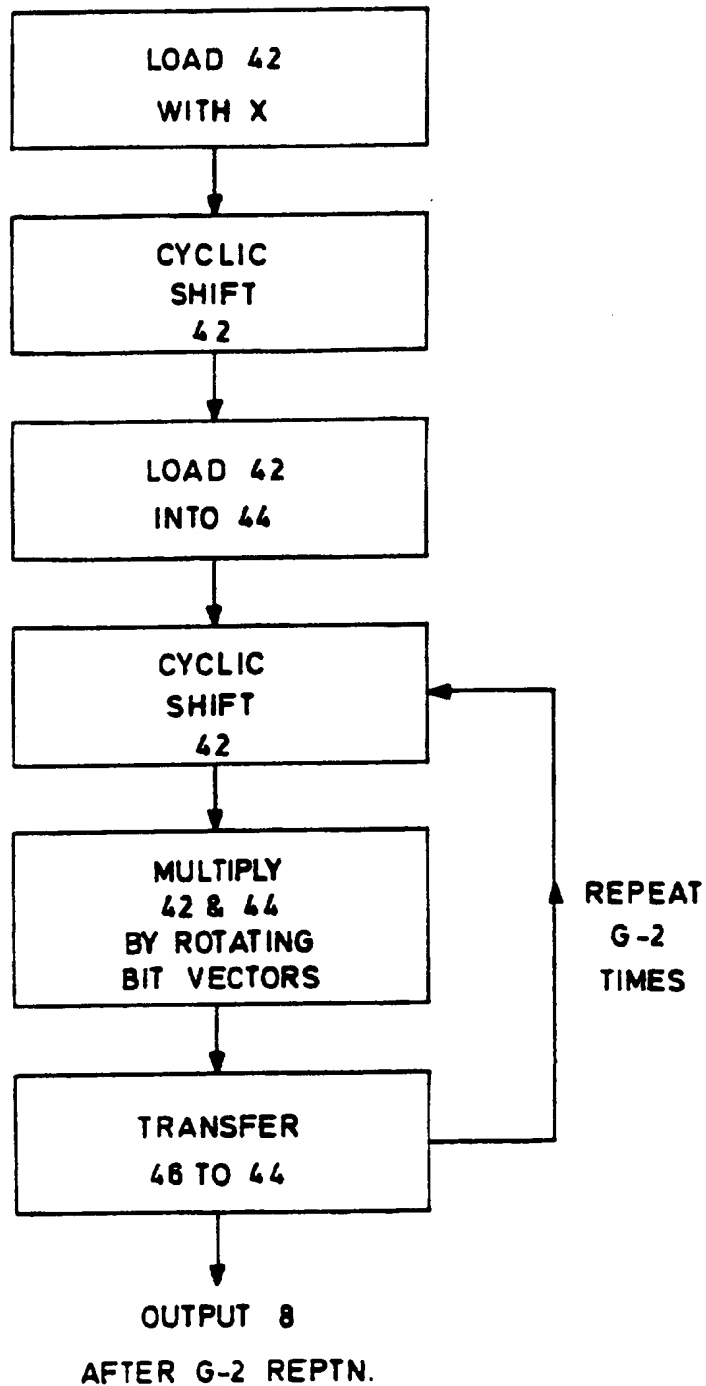 LOAD 42
WITH X
CYCLIC
SHIFT
42
LOAD 42
INTO 44
CYCLIC
SHIFT
42
MULTIPLY
42 & 44
BY ROTATING
BIT VECTORS
REPEAT
G-2
TIMES
TRANSFER
46 TO 44
OUTPUT 8
AFTER G-2 REPTN.